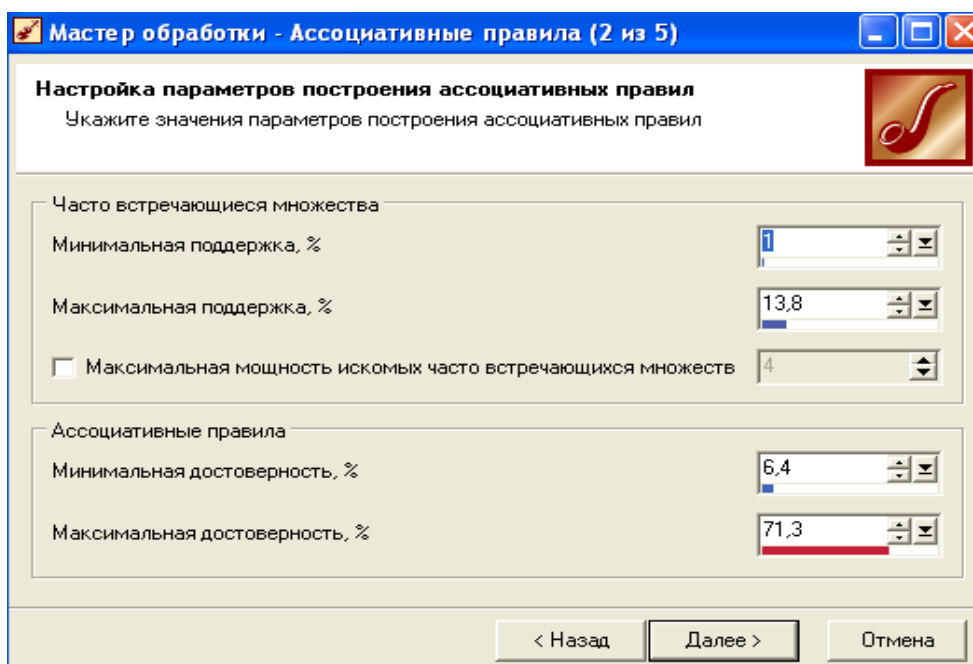 Мастер обработки - Ассоциативные правила (2 из 5)
Настройка параметров построения ассоциативных правил
Укажите значения параметров построения ассоциативных правил
Часто встречающиеся множества
Минимальная поддержка, % 1
Максимальная поддержка, % 13,8
Максимальная мощность искомых часто встречающихся множеств 4
Ассоциативные правила
Минимальная достоверность, % 6,4
Максимальная достоверность, % 71,3
< Назад Далее > Отмена